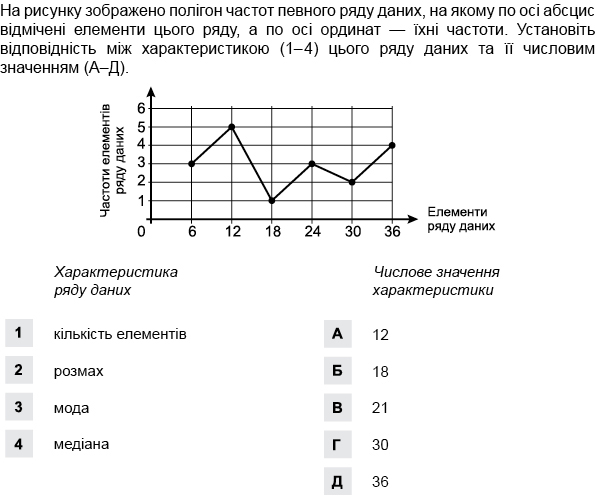 На рисунку зображено полігон частот певного ряду даних, на якому по осі абсцис
відмічені елементи цього ряду, а по осі ординат — їхні частоти. Установіть
відповідність між характеристикою (1–4) цього ряду даних та її числовим
значенням (А–Д).
Частоти елементів
ряду даних
6
5
4
3
2
1
0 6 12 18 24 30 36
Елементи
ряду даних
Характеристика
ряду даних
Числове значення
характеристики
1 кількість елементів А 12
2 розмах Б 18
3 мода В 21
4 медіана Г 30
Д 36